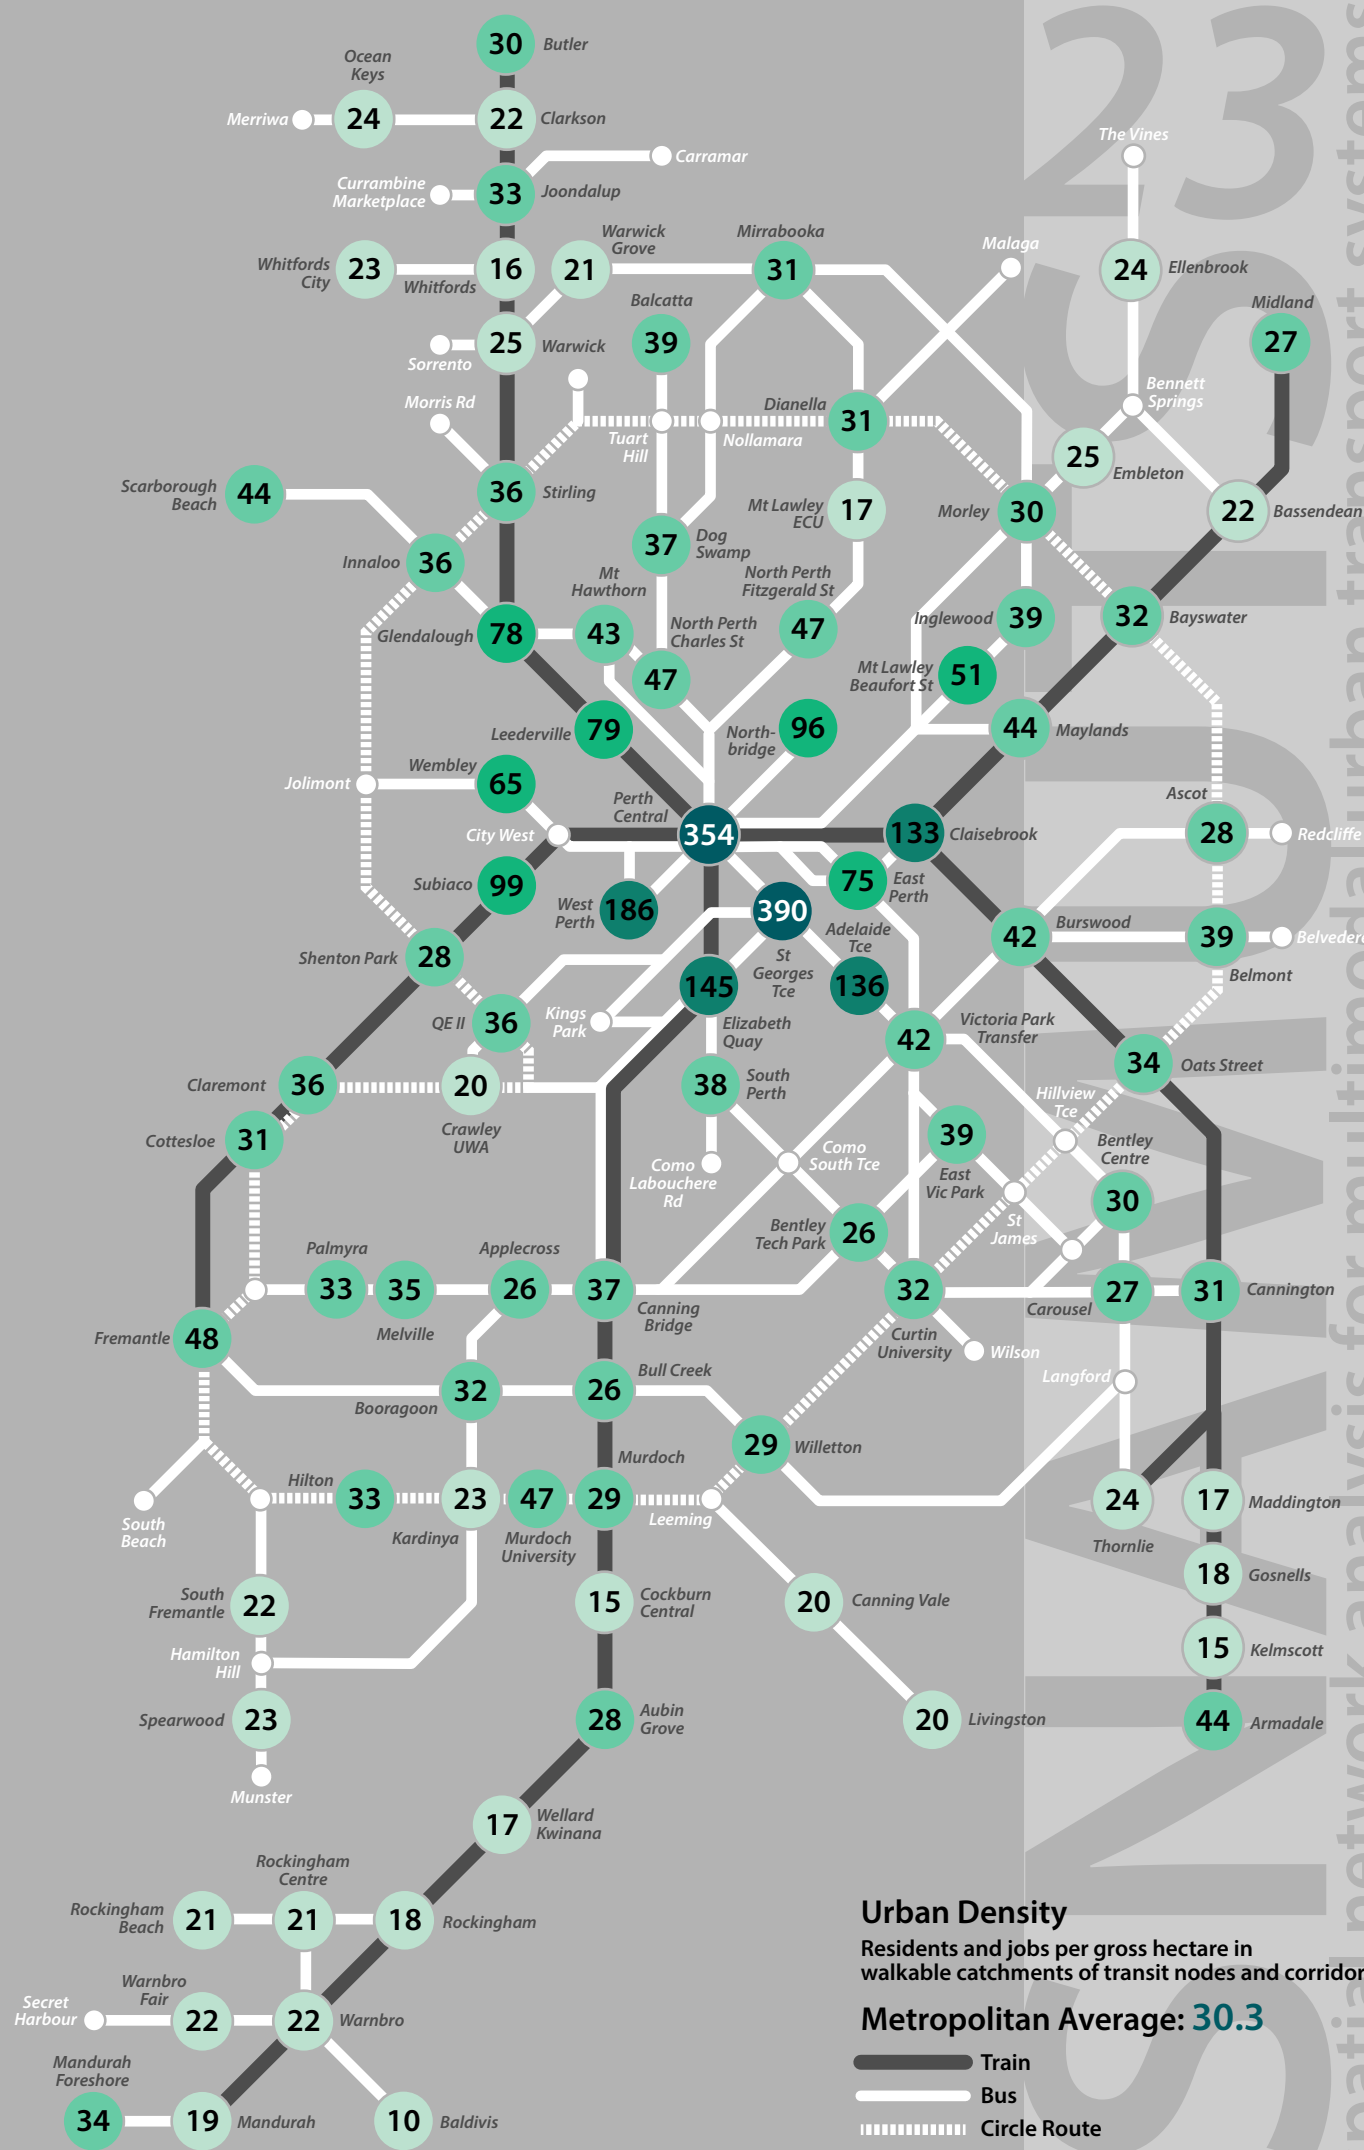 30
Butler
Ocean
Keys
Merriwa
24
22
Clarkson
Carramar
Currambine
Marketplace
33
Joondalup
Whitfords
City
23
Whitfords
16
21
Warwick
Grove
Mirrabooka
31
Malaga
The Vines
24
Ellenbrook
Midland
27
Balcatta
39
Sorrento
25
Warwick
Morris Rd
Tuart
Hill
Nollamara
Dianella
31
Bennett
Springs
25
Embleton
Scarborough
Beach
44
36
Stirling
Mt Lawley
ECU
17
Morley
30
22
Bassendean
Innaloo
36
37
Dog
Swamp
Mt
Hawthorn
North Perth
Fitzgerald St
Glendalough
78
43
North Perth
Charles St
47
47
Inglewood
39
32
Bayswater
Mt Lawley
Beaufort St
51
Leederville
79
North-
bridge
96
44
Maylands
Jolimont
Wembley
65
Perth
Central
354
City West
133
Claisebrook
Ascot
28
Redcliffe
Subiaco
99
West
Perth
186
390
St
Georges
Tce
75
East
Perth
Adelaide
Tce
136
42
Burswood
39
Belmont
Belvedere
Shenton Park
28
QE II
36
Kings
Park
145
Elizabeth
Quay
42
Victoria Park
Transfer
34
Oats Street
Claremont
36
20
Crawley
UWA
38
South
Perth
Hillview
Tce
Cottesloe
31
Como
Labouchere
Rd
Como
South Tce
39
East
Vic Park
Bentley
Centre
30
St
James
Bentley
Tech Park
26
Palmyra
33
35
Melville
Applecross
26
37
Canning
Bridge
32
Curtin
University
Wilson
Carousel
27
31
Cannington
Fremantle
48
Booragoon
32
26
Bull Creek
Langford
29
Willetton
South
Beach
Hilton
33
Kardinya
23
47
Murdoch
University
Murdoch
29
Leeming
24
Thornlie
17
Maddington
18
Gosnells
South
Fremantle
22
15
Cockburn
Central
20
Canning Vale
15
Kelmscott
Hamilton
Hill
Spearwood
23
Munster
28
Aubin
Grove
20
Livingston
44
Armadale
17
Wellard
Kwinana
Rockingham
Centre
Rockingham
Beach
21
21
18
Rockingham
Secret
Harbour
Warnbro
Fair
22
22
Warnbro
Mandurah
Foreshore
34
19
Mandurah
10
Baldivis
Urban Density
Residents and jobs per gross hectare in
walkable catchments of transit nodes and corridor
Metropolitan Average: 30.3
Train
Bus
Circle Route
23
SNAMUTS
network analysis for multimodal transport systems